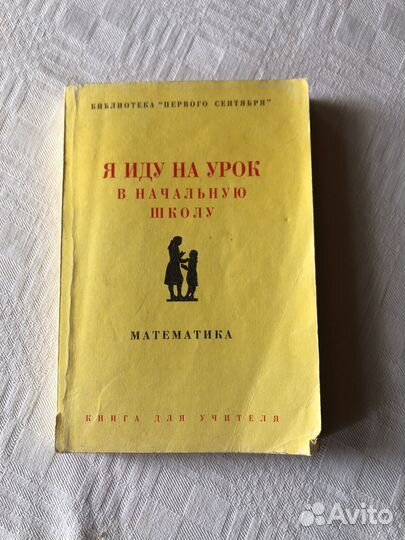 БИБЛИОТЕКА "ПЕРВОГО СЕНТЯБРЯ"
Я ИДУ НА УРОК
В НАЧАЛЬНУЮ
ШКОЛУ
МАТЕМАТИКА
КНИГА ДЛЯ УЧИТЕЛЯ
Avito